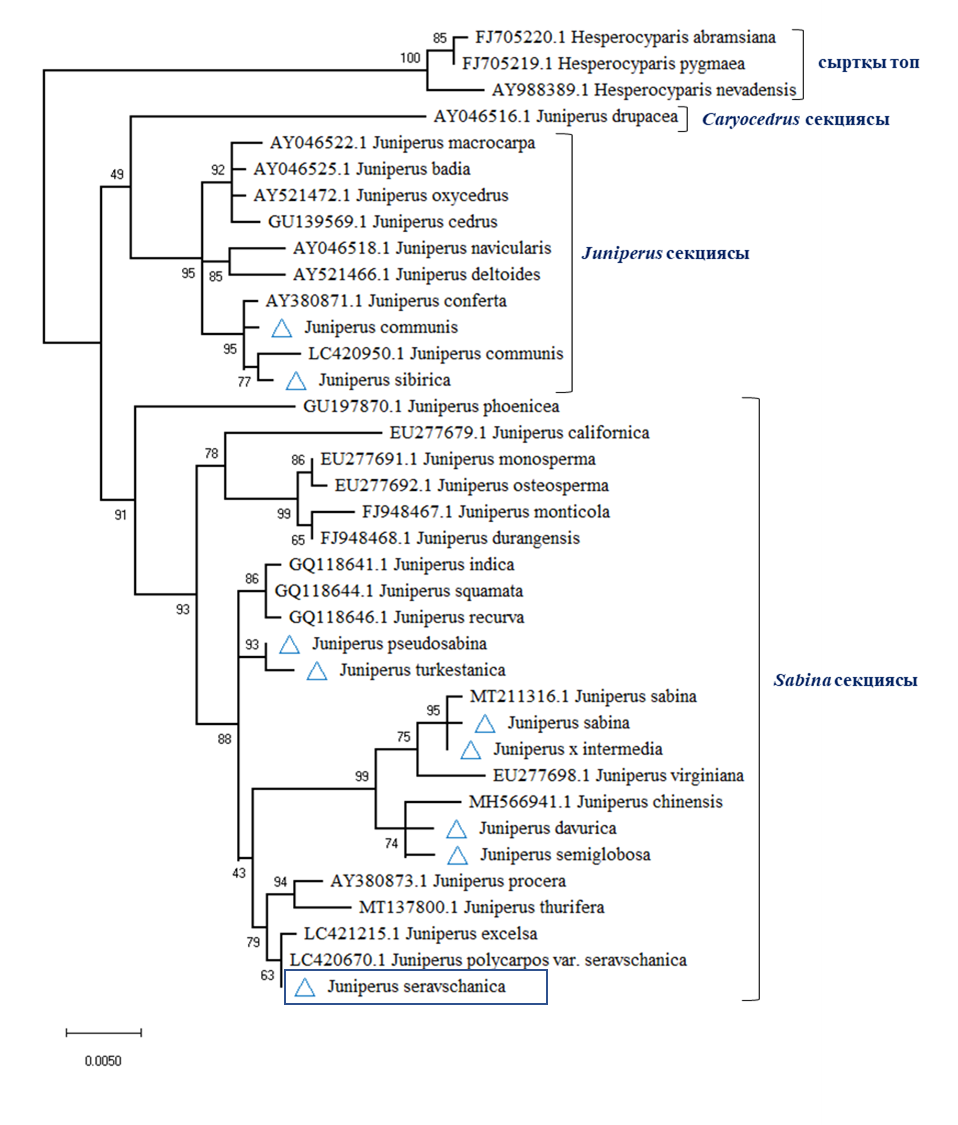 85
FJ705220.1 Hesperocyparis abramsiana
100
FJ705219.1 Hesperocyparis pygmaea
сыртқы топ
AY988389.1 Hesperocyparis nevadensis
AY046516.1 Juniperus drupacea
Caryocedrus секциясы
AY046522.1 Juniperus macrocarpa
92
AY046525.1 Juniperus badia
49
AY521472.1 Juniperus oxycedrus
GU139569.1 Juniperus cedrus
AY046518.1 Juniperus navicularis
Juniperus секциясы
95
85
AY521466.1 Juniperus deltoides
AY380871.1 Juniperus conferta
Juniperus communis
95
LC420950.1 Juniperus communis
77
Juniperus sibirica
GU197870.1 Juniperus phoenicea
EU277679.1 Juniperus californica
78
86
EU277691.1 Juniperus monosperma
EU277692.1 Juniperus osteosperma
91
99
FJ948467.1 Juniperus monticola
65
FJ948468.1 Juniperus durangensis
GQ118641.1 Juniperus indica
86
GQ118644.1 Juniperus squamata
93
GQ118646.1 Juniperus recurva
93
Juniperus pseudosabina
Juniperus turkestanica
Sabina секциясы
MT211316.1 Juniperus sabina
95
Juniperus sabina
88
75
Juniperus x intermedia
99
EU277698.1 Juniperus virginiana
MH566941.1 Juniperus chinensis
Juniperus davurica
74
Juniperus semiglobosa
43
94
AY380873.1 Juniperus procera
MT137800.1 Juniperus thurifera
79
LC421215.1 Juniperus excelsa
LC420670.1 Juniperus polycarpos var. seravschanica
63
Juniperus seravschanica
0.0050